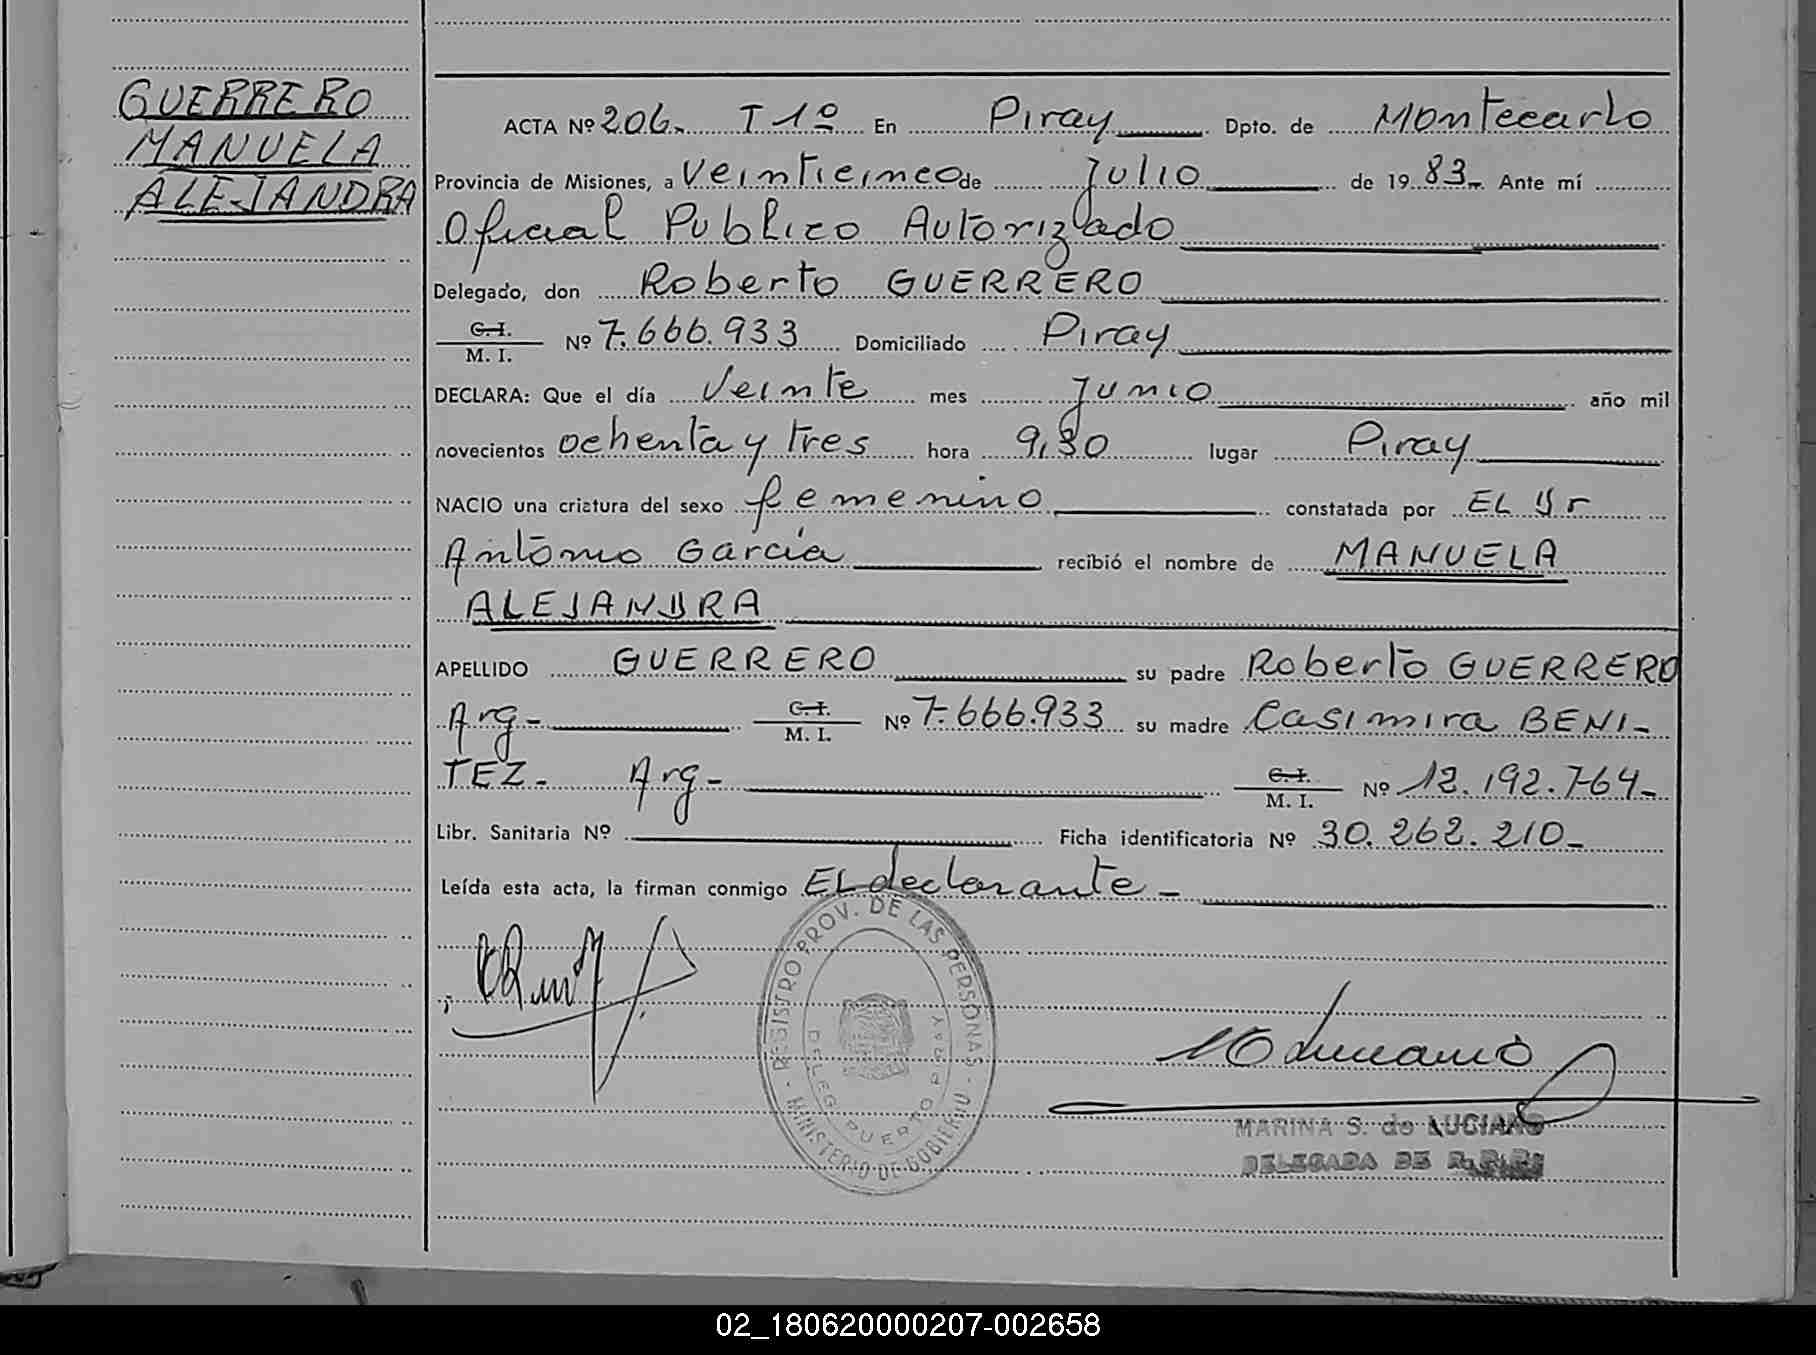 GUERRERO
MANUELA
ALEJANDRA
ACTA Nº 206. T 1º En Piray Dpto. de Montecarlo
Provincia de Misiones, a Veinticinco de Julio de 19 83. Ante mí
Oficial Publico Autorizado
Delegado, don Roberto GUERRERO
C. I.
M. I. Nº 7.666.933 Domiciliado Piray
DECLARA: Que el día Veinte mes Junio año mil
novecientos ochenta y tres hora 9,30 lugar Piray
NACIO una criatura del sexo femenino constatada por EL Dr
Antonio García recibió el nombre de MANUELA
ALEJANDRA
APELLIDO GUERRERO su padre Roberto GUERRERO
Arg- C. I. M. I. Nº 7.666.933 su madre Casimira BENI-
TEZ- Arg- C. I. M. I. Nº 12.192.764-
Libr. Sanitaria Nº Ficha identificatoria Nº 30.262.210-
Leída esta acta, la firman conmigo EL declarante-
REGISTRO PROV. DE LAS PERSONAS - MINISTERIO DE GOBIERNO -
DELEG. PUERTO PIRAY
MARINA S. de LUCIANO
DELEGADA DE
02_180620000207-002658